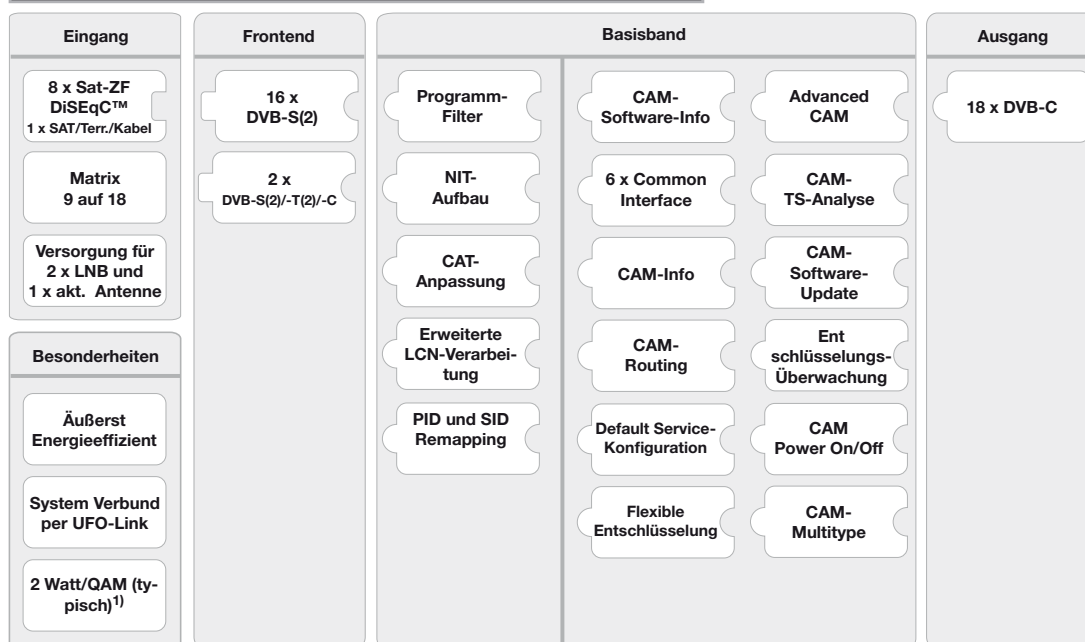 Eingang
8 x Sat-ZF
DiSEqC™
1 x SAT/Terr./Kabel
Matrix
9 auf 18
Versorgung für
2 x LNB und
1 x akt. Antenne
Besonderheiten
Äußerst
Energieeffizient
System Verbund
per UFO-Link
2 Watt/QAM (ty-
pisch)1)
Frontend
16 x
DVB-S(2)
2 x
DVB-S(2)/-T(2)/-C
Basisband
Programm-
Filter
NIT-
Aufbau
CAT-
Anpassung
Erweiterte
LCN-Verarbei-
tung
PID und SID
Remapping
CAM-
Software-Info
6 x Common
Interface
CAM-Info
CAM-
Routing
Default Service-
Konfiguration
Flexible
Entschlüsselung
Advanced
CAM
CAM-
TS-Analyse
CAM-
Software-
Update
Ent
schlüsselungs-
Überwachung
CAM
Power On/Off
CAM-
Multitype
Ausgang
18 x DVB-C